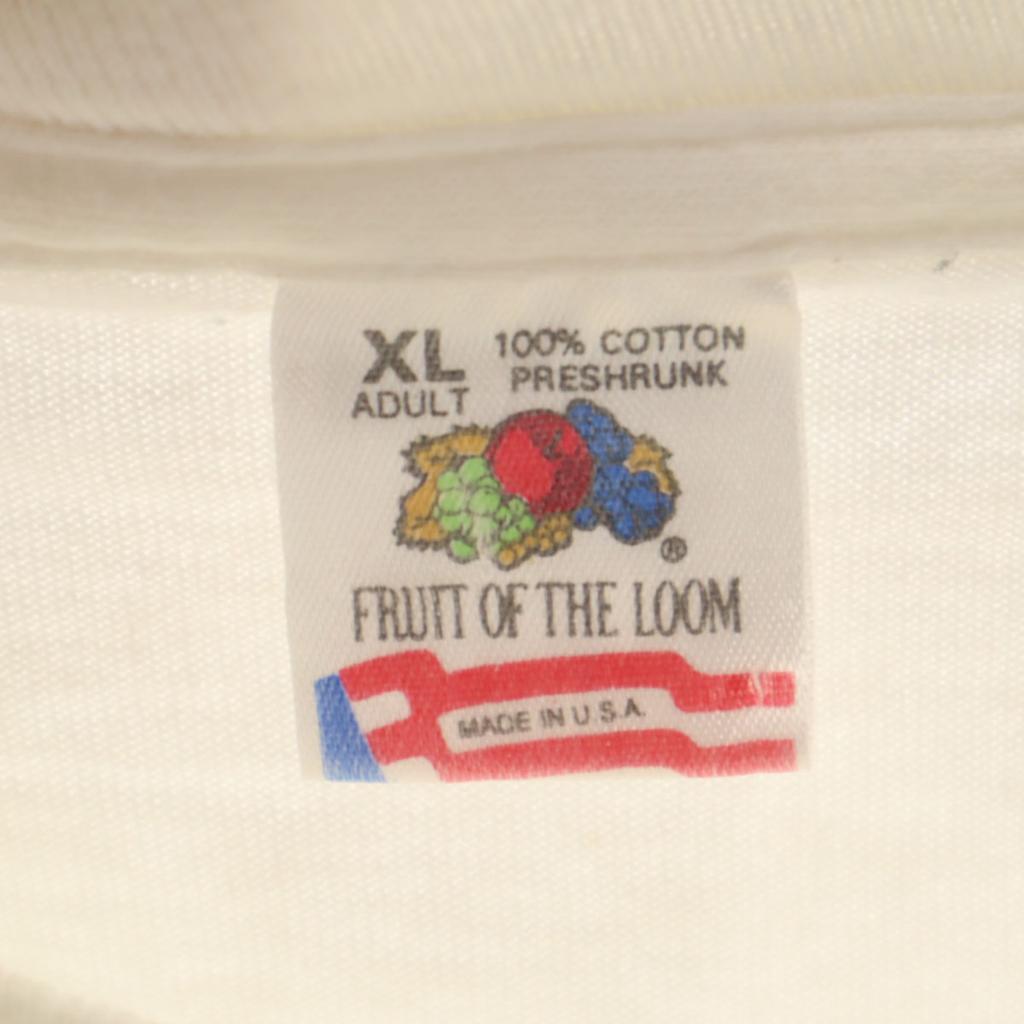 XL
ADULT
100% COTTON
PRESHRUNK
®
FRUIT OF THE LOOM
MADE IN U.S.A.